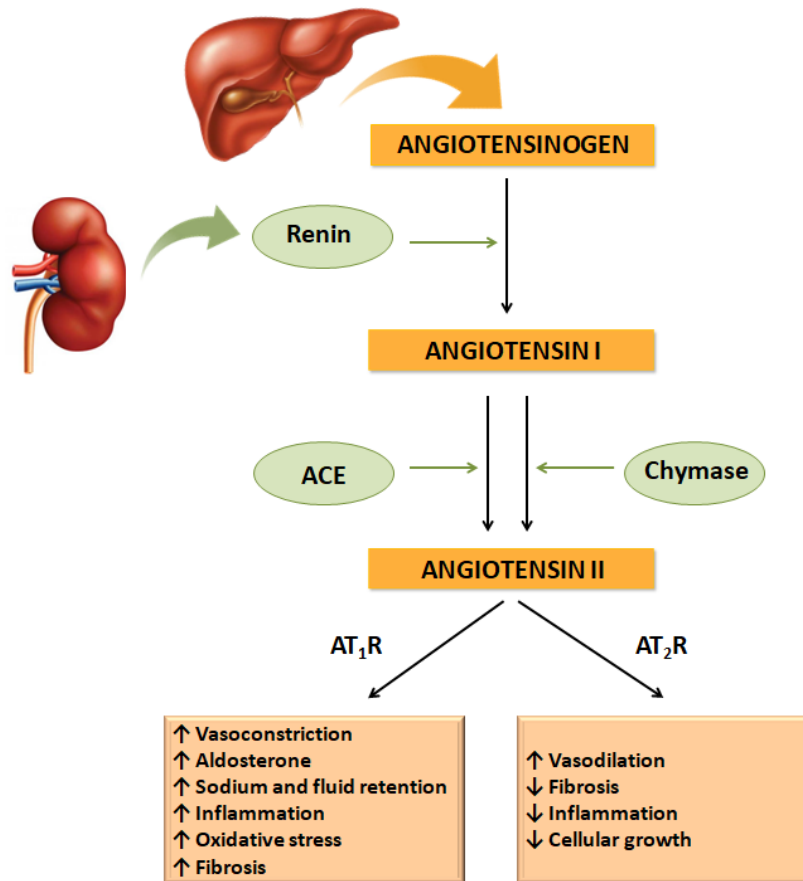 ANGIOTENSINOGEN
Renin
ANGIOTENSIN I
ACE
Chymase
ANGIOTENSIN II
AT₁R
AT₂R
↑ Vasoconstriction
↑ Aldosterone
↑ Sodium and fluid retention
↑ Inflammation
↑ Oxidative stress
↑ Fibrosis
↑ Vasodilation
↓ Fibrosis
↓ Inflammation
↓ Cellular growth